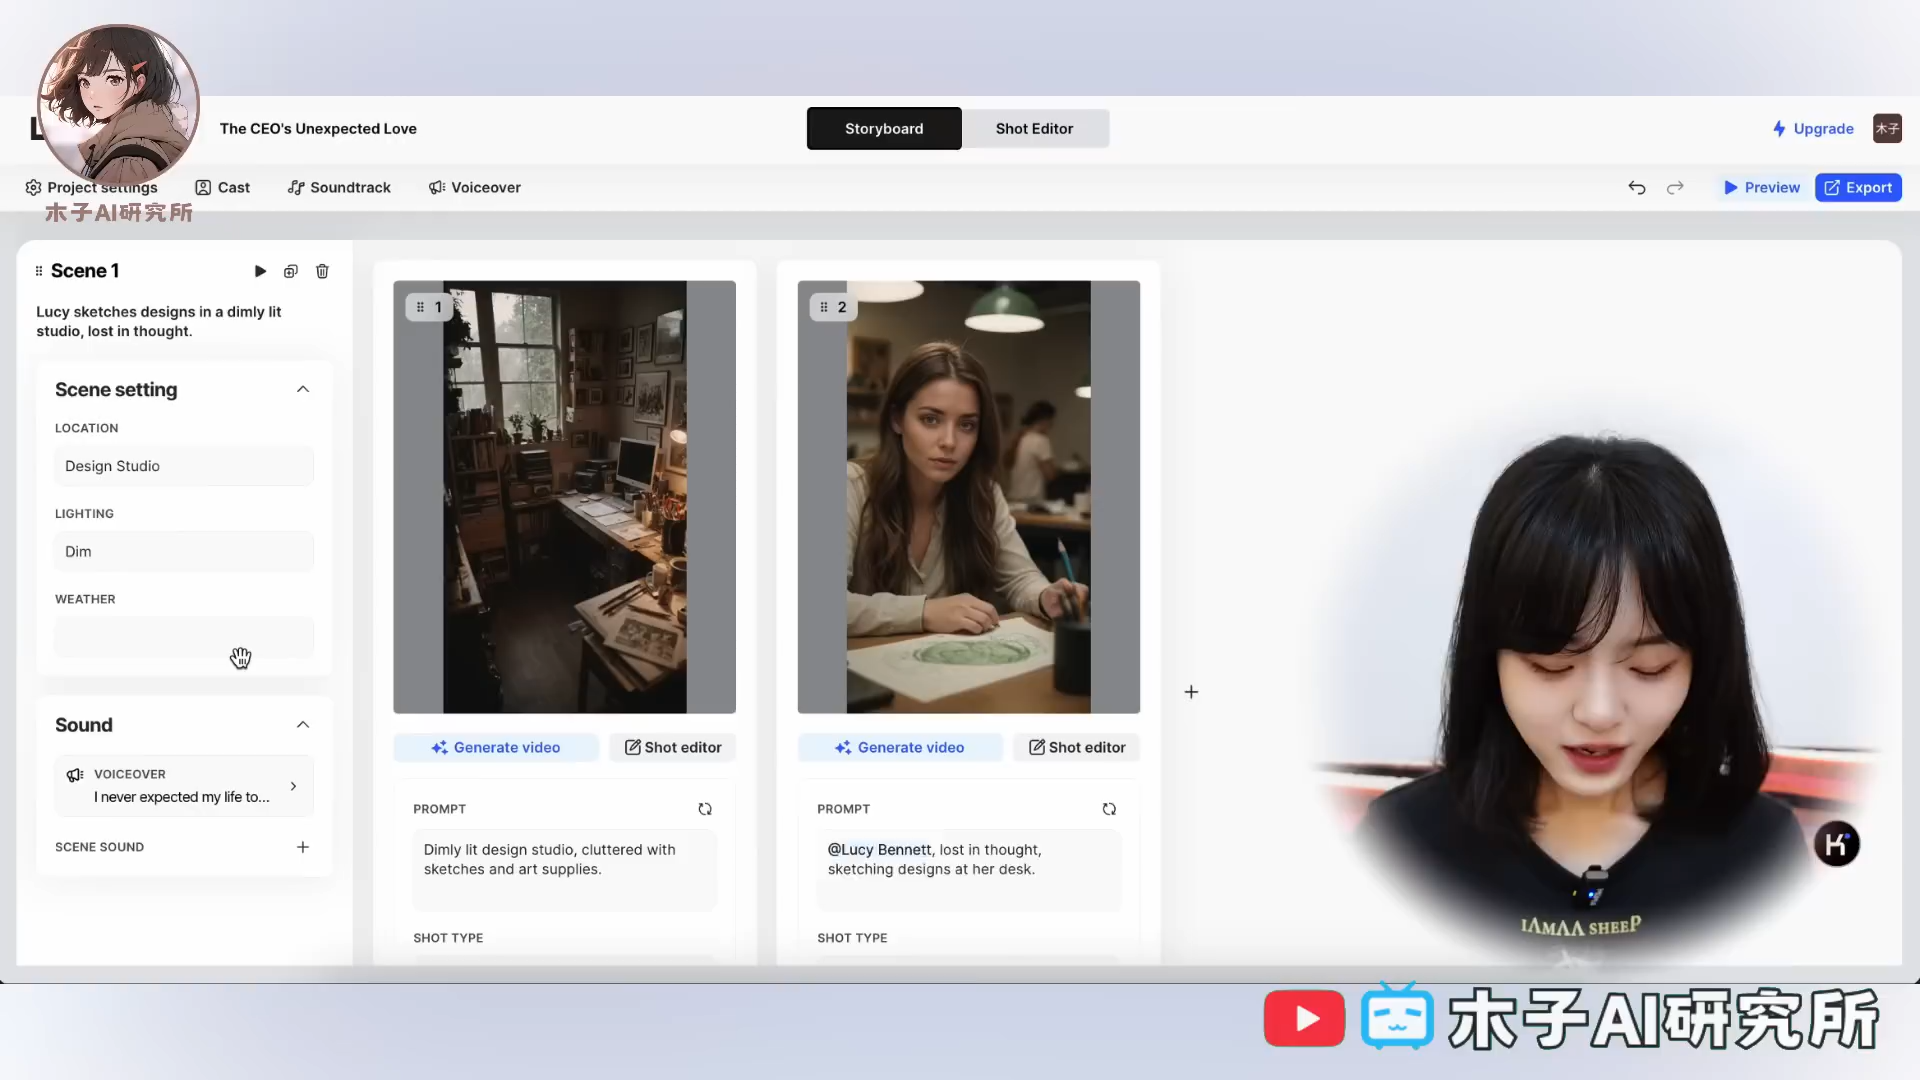 The CEO's Unexpected Love
Storyboard
Shot Editor
Upgrade
木子
Project settings
Cast
Soundtrack
Voiceover
Preview
Export
木子AI研究所
Scene 1
Lucy sketches designs in a dimly lit
studio, lost in thought.
Scene setting
LOCATION
Design Studio
LIGHTING
Dim
WEATHER
Sound
VOICEOVER
I never expected my life to...
SCENE SOUND
1
Generate video
Shot editor
PROMPT
Dimly lit design studio, cluttered with
sketches and art supplies.
SHOT TYPE
2
Generate video
Shot editor
PROMPT
@Lucy Bennett, lost in thought,
sketching designs at her desk.
SHOT TYPE
IAMAA SHEEP
K
木子AI研究所